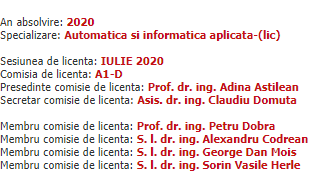 An absolvire: 2020
Specializare: Automatica si informatica aplicata-(lic)
Sesiunea de licenta: IULIE 2020
Comisia de licenta: A1-D
Presedinte comisie de licenta: Prof. dr. ing. Adina Astilean
Secretar comisie de licenta: Asis. dr. ing. Claudiu Domuta
Membru comisie de licenta: Prof. dr. ing. Petru Dobra
Membru comisie de licenta: S. l. dr. ing. Alexandru Codrean
Membru comisie de licenta: S. l. dr. ing. George Dan Mois
Membru comisie de licenta: S. l. dr. ing. Sorin Vasile Herle